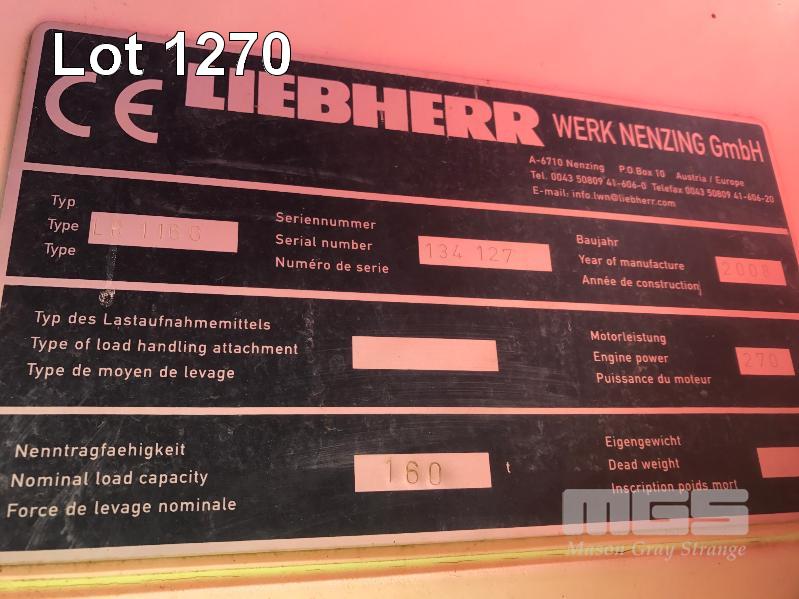 Lot 1270
CE LIEBHERR WERK NENZING GmbH
A-6710 Nenzing P.O.Box 10 Austria / Europe
Tel. 0043 50809 41-606-0 Telefax 0043 50809 41-606-20
E-mail: info.lwn@liebherr.com
Typ
Type
Type
Seriennummer
Serial number
Numéro de serie
134 127
Baujahr
Year of manufacture
Année de construction
2008
Typ des Lastaufnahmemittels
Type of load handling attachment
Type de moyen de levage
Motorleistung
Engine power
Puissance du moteur
270
Nenntragfaehigkeit
Nominal load capacity
Force de levage nominale
160 t
Eigengewicht
Dead weight
Inscription poids mort
MGS
Mason Gray Strange